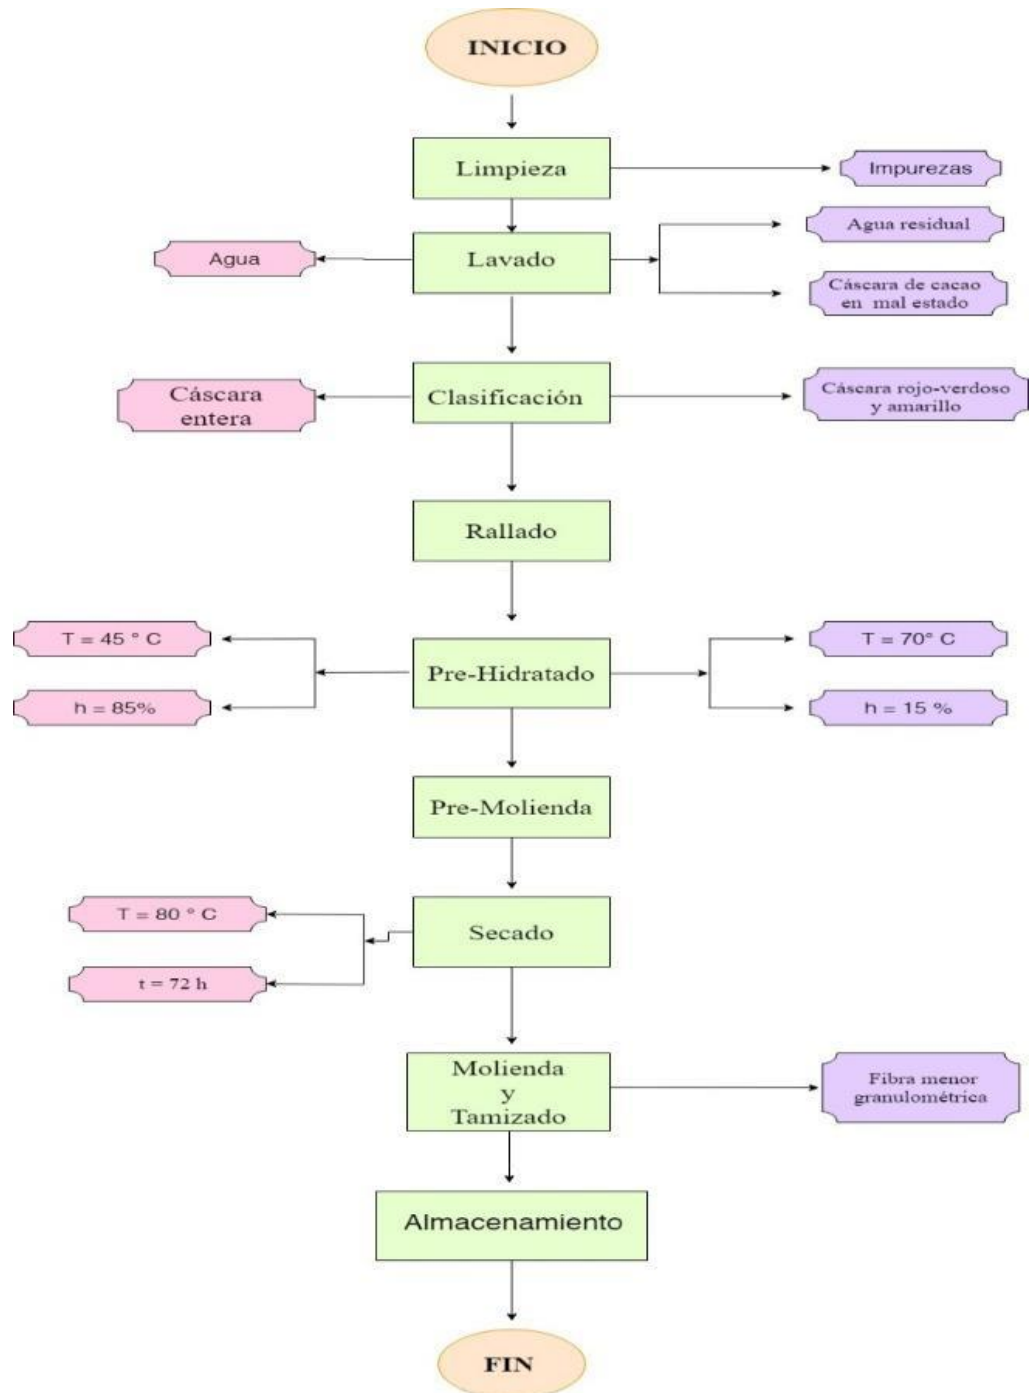 INICIO
Limpieza
Impurezas
Agua residual
Agua
Lavado
Cáscara de cacao
en mal estado
Cáscara
entera
Clasificación
Cáscara rojo-verdoso
y amarillo
Rallado
T = 45 ° C
T = 70° C
Pre-Hidratado
h = 85%
h = 15 %
Pre-Molienda
T = 80 ° C
Secado
t = 72 h
Molienda
y
Tamizado
Fibra menor
granulométrica
Almacenamiento
FIN